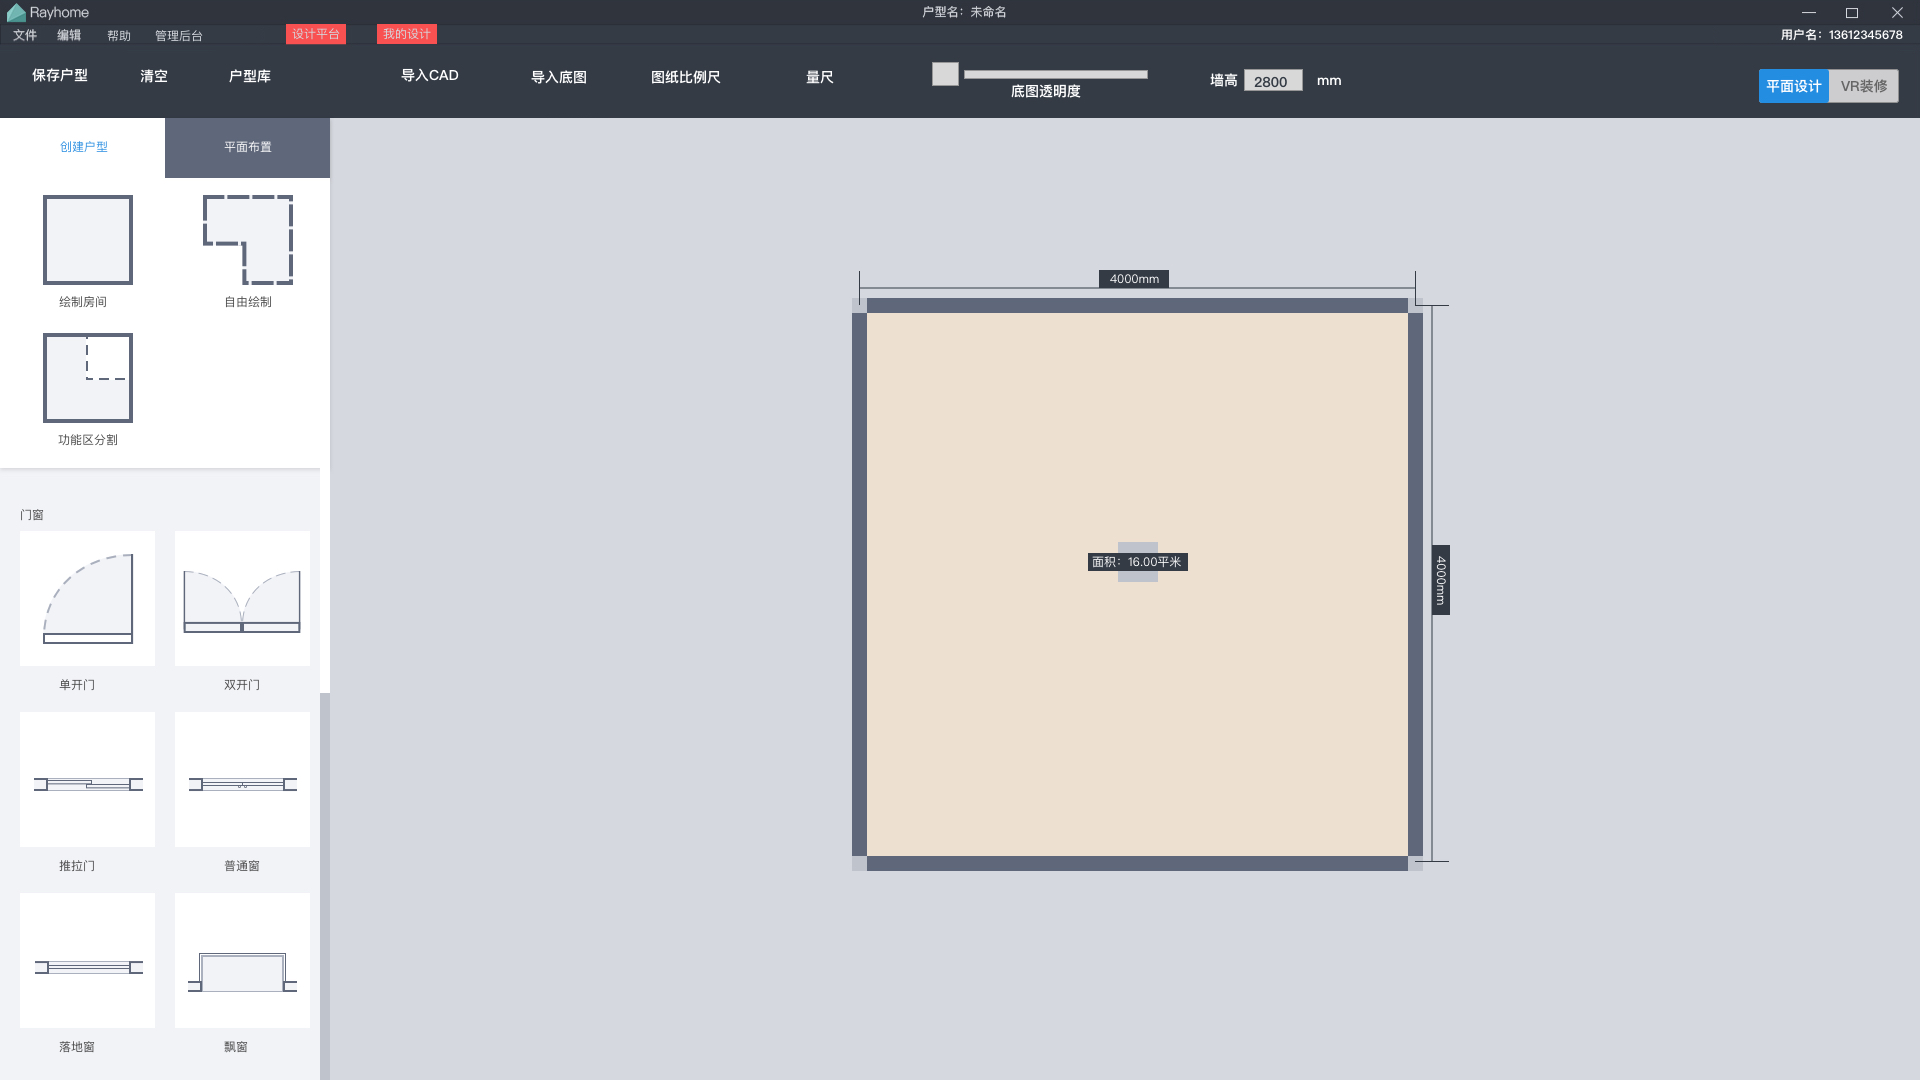 Rayhome
户型名：未命名
文件 编辑 帮助 管理后台 设计平台 我的设计 用户名：13612345678
保存户型 清空 户型库 导入CAD 导入底图 图纸比例尺 量尺 底图透明度 墙高 2800 mm 平面设计 VR装修
创建户型 平面布置
绘制房间 自由绘制
功能区分割
门窗
单开门 双开门
推拉门 普通窗
落地窗 飘窗
4000mm
面积：16.00平米
4000mm